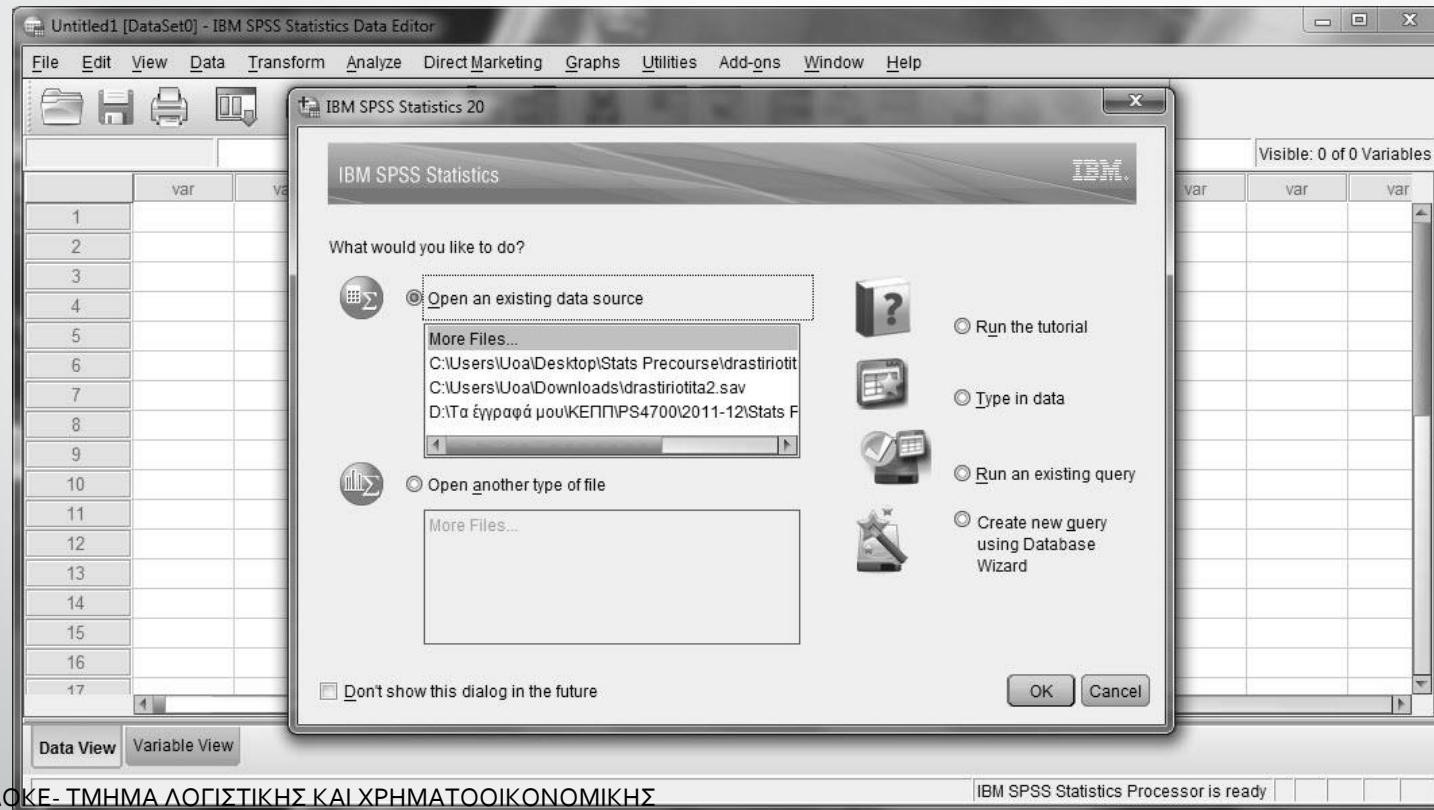 Untitled1 [DataSet0] - IBM SPSS Statistics Data Editor
File Edit View Data Transform Analyze Direct Marketing Graphs Utilities Add-ons Window Help
IBM SPSS Statistics 20
Visible: 0 of 0 Variables
IBM SPSS Statistics
IBM.
var va var var var
1
2
3
4
5
6
7
8
9
10
11
12
13
14
15
16
17
What would you like to do?
Open an existing data source
More Files...
C:\Users\Uoa\Desktop\Stats Precourse\drastiriotit
C:\Users\Uoa\Downloads\drastiriotita2.sav
D:\Τα έγγραφά μου\ΚΕΠΠ\PS4700\2011-12\Stats P
Open another type of file
More Files...
Run the tutorial
Type in data
Run an existing query
Create new query
using Database
Wizard
Don't show this dialog in the future
OK Cancel
Data View Variable View
ΟΚΕ- ΤΜΗΜΑ ΛΟΓΙΣΤΙΚΗΣ ΚΑΙ ΧΡΗΜΑΤΟΟΙΚΟΝΟΜΙΚΗΣ
IBM SPSS Statistics Processor is ready